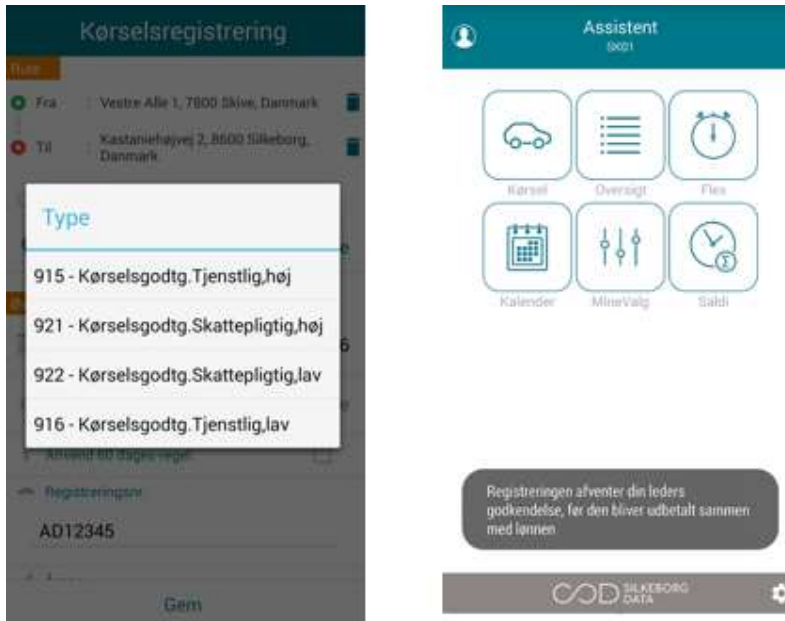 Kørselsregistrering
Rute
Fra : Vestre Alle 1, 7800 Skive, Danmark
Til : Kastaniehøjvej 2, 8600 Silkeborg,
Danmark
Type
915 - Kørselsgodtg.Tjenstlig,høj
921 - Kørselsgodtg.Skattepligtig,høj
922 - Kørselsgodtg.Skattepligtig,lav
916 - Kørselsgodtg.Tjenstlig,lav
Anvend 60 dages regel
Registreringsnr.
AD12345
Gem
Assistent
SK01
Kørsel
Oversigt
Flex
Kalender
MineValg
Saldi
Registreringen afventer din leders
godkendelse, før den bliver udbetalt sammen
med lønnen
SILKEBORG
DATA